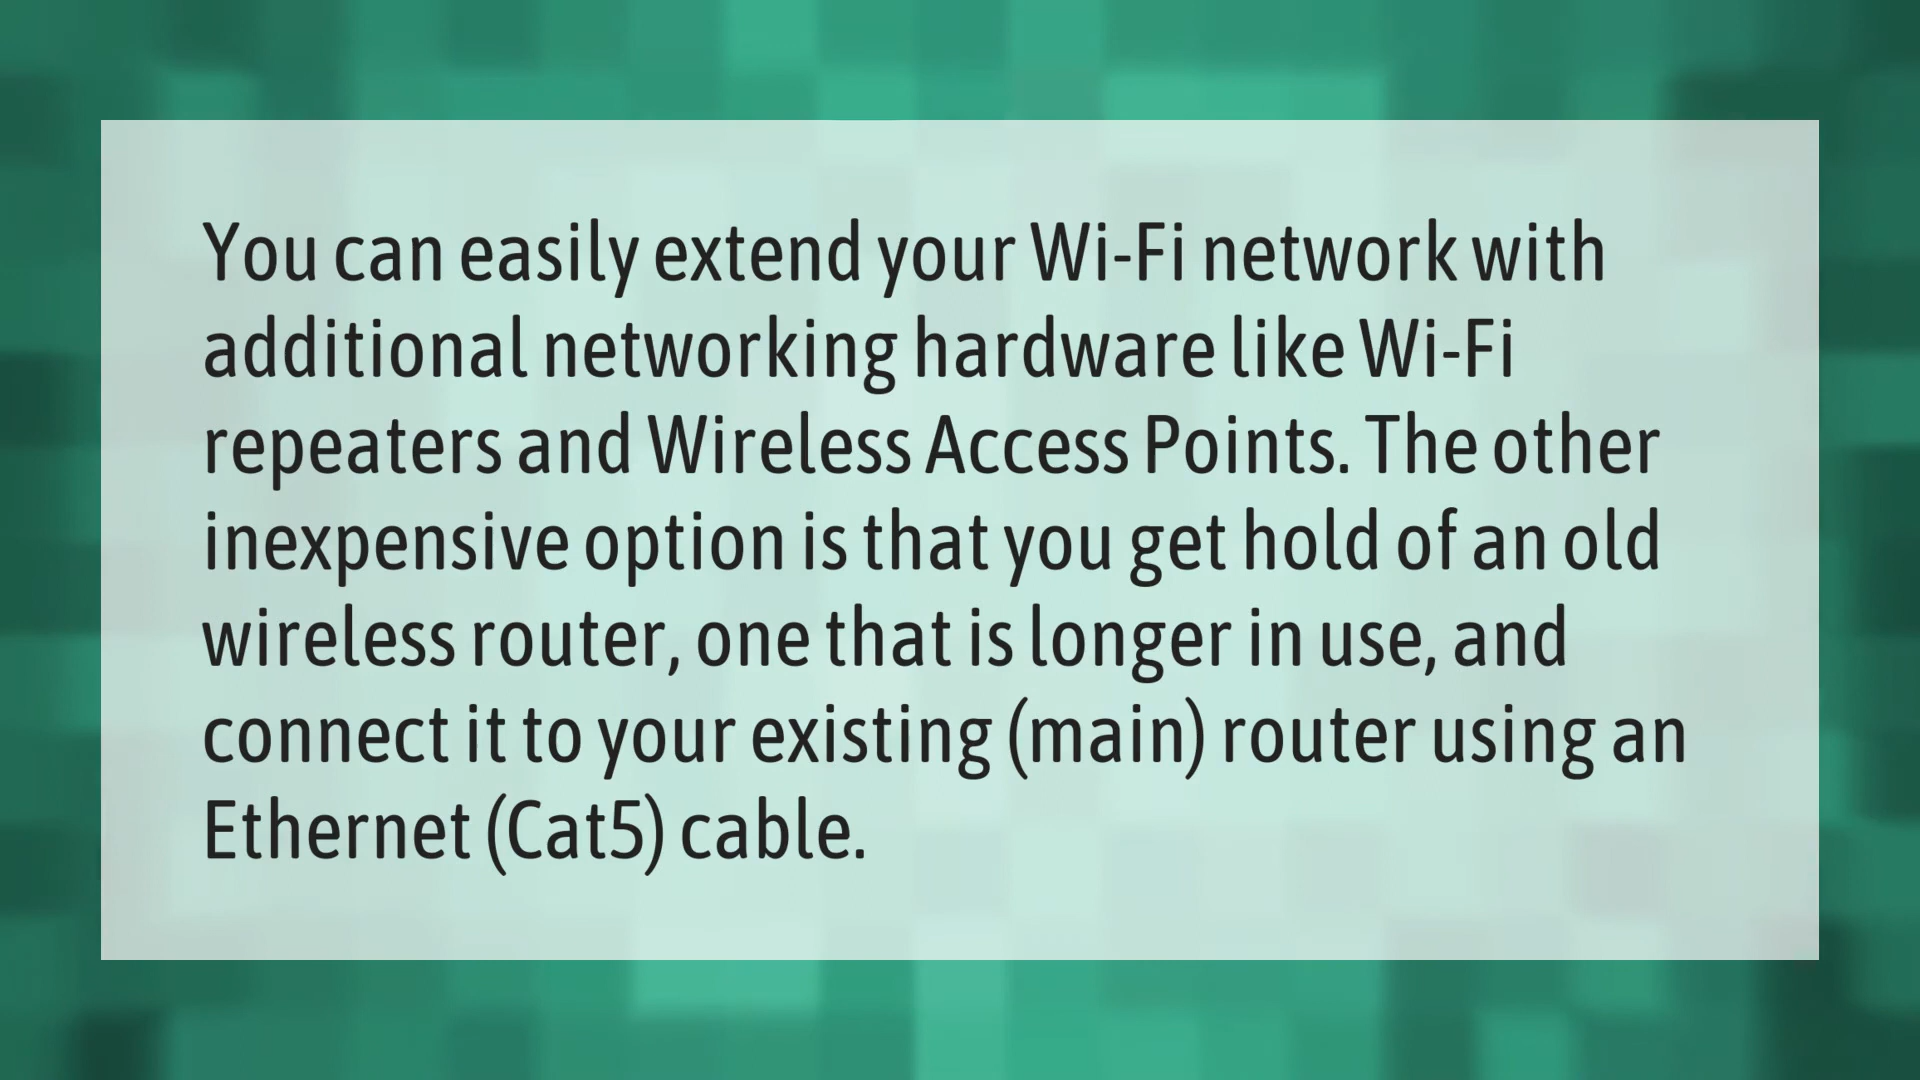 You can easily extend your Wi-Fi network with
additional networking hardware like Wi-Fi
repeaters and Wireless Access Points. The other
inexpensive option is that you get hold of an old
wireless router, one that is longer in use, and
connect it to your existing (main) router using an
Ethernet (Cat5) cable.